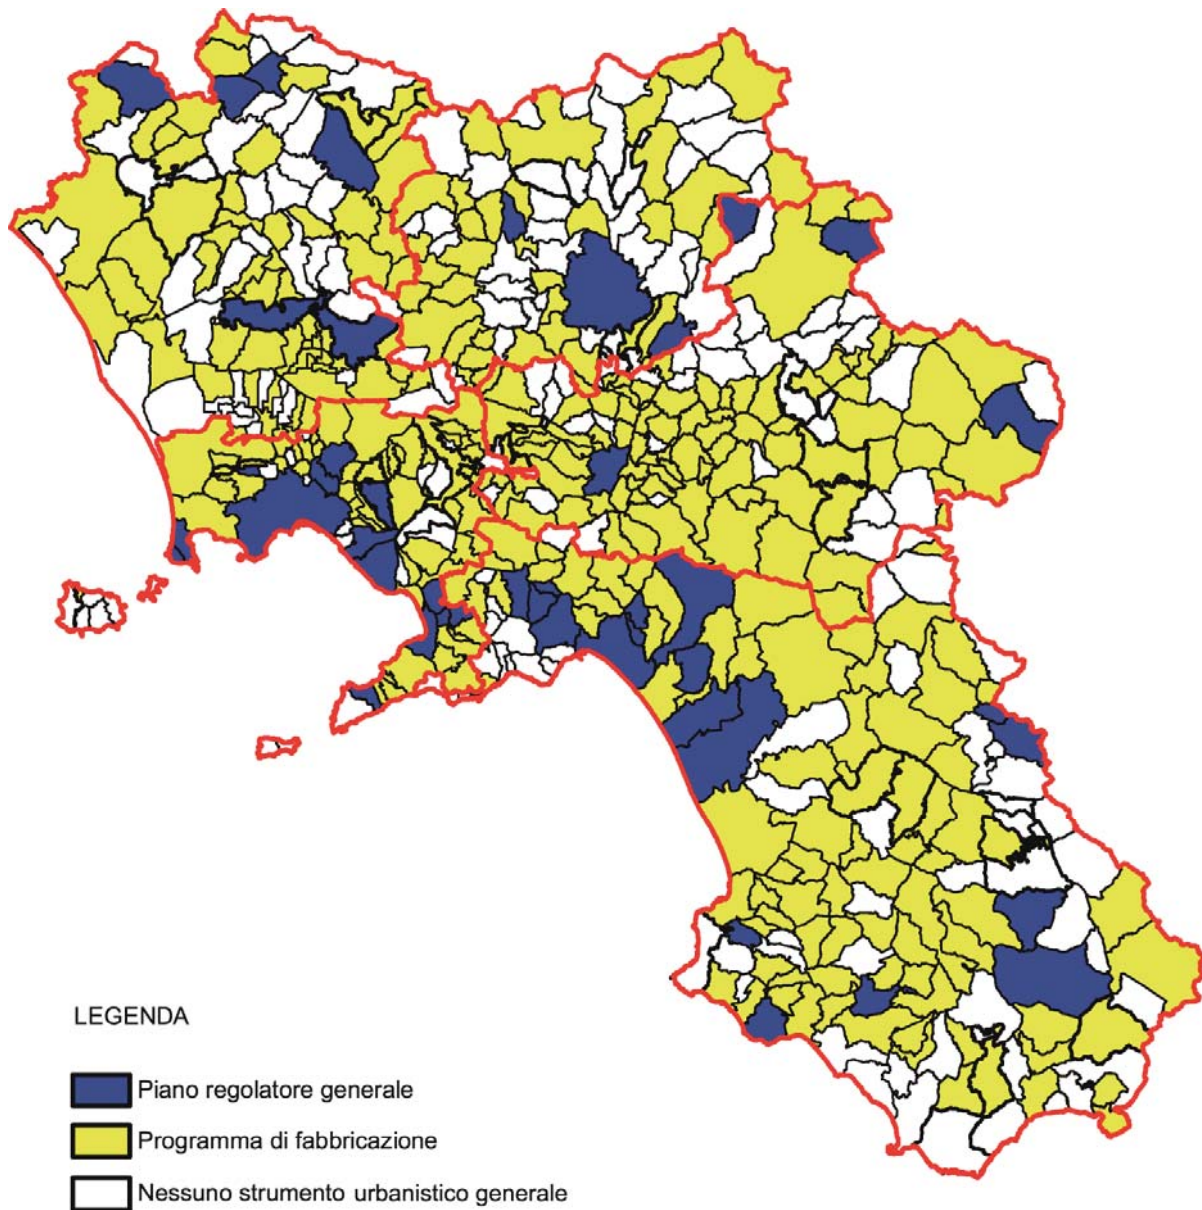 LEGENDA
Piano regolatore generale
Programma di fabbricazione
Nessuno strumento urbanistico generale